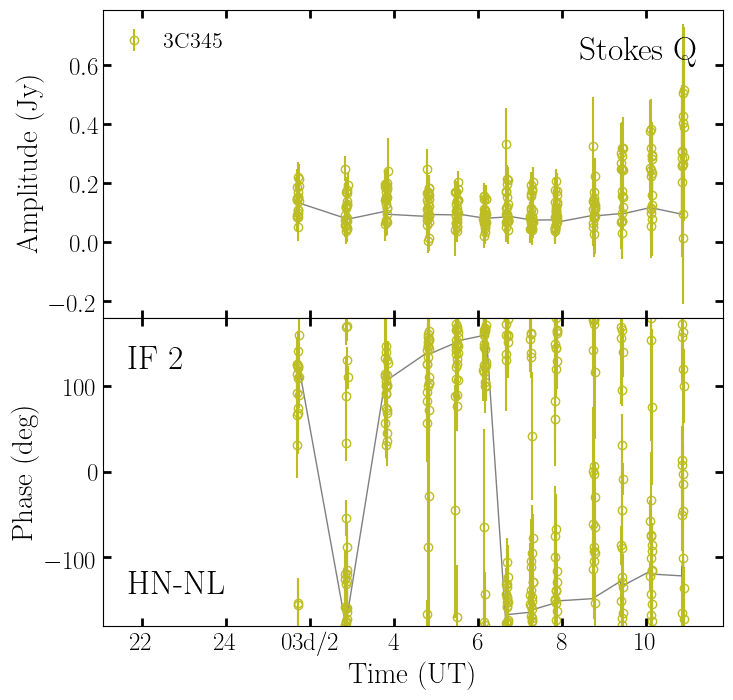 3C345
Stokes Q
Amplitude (Jy)
0.6
0.4
0.2
0.0
−0.2
IF 2
HN-NL
Phase (deg)
100
0
−100
22 24 03d/2 4 6 8 10
Time (UT)